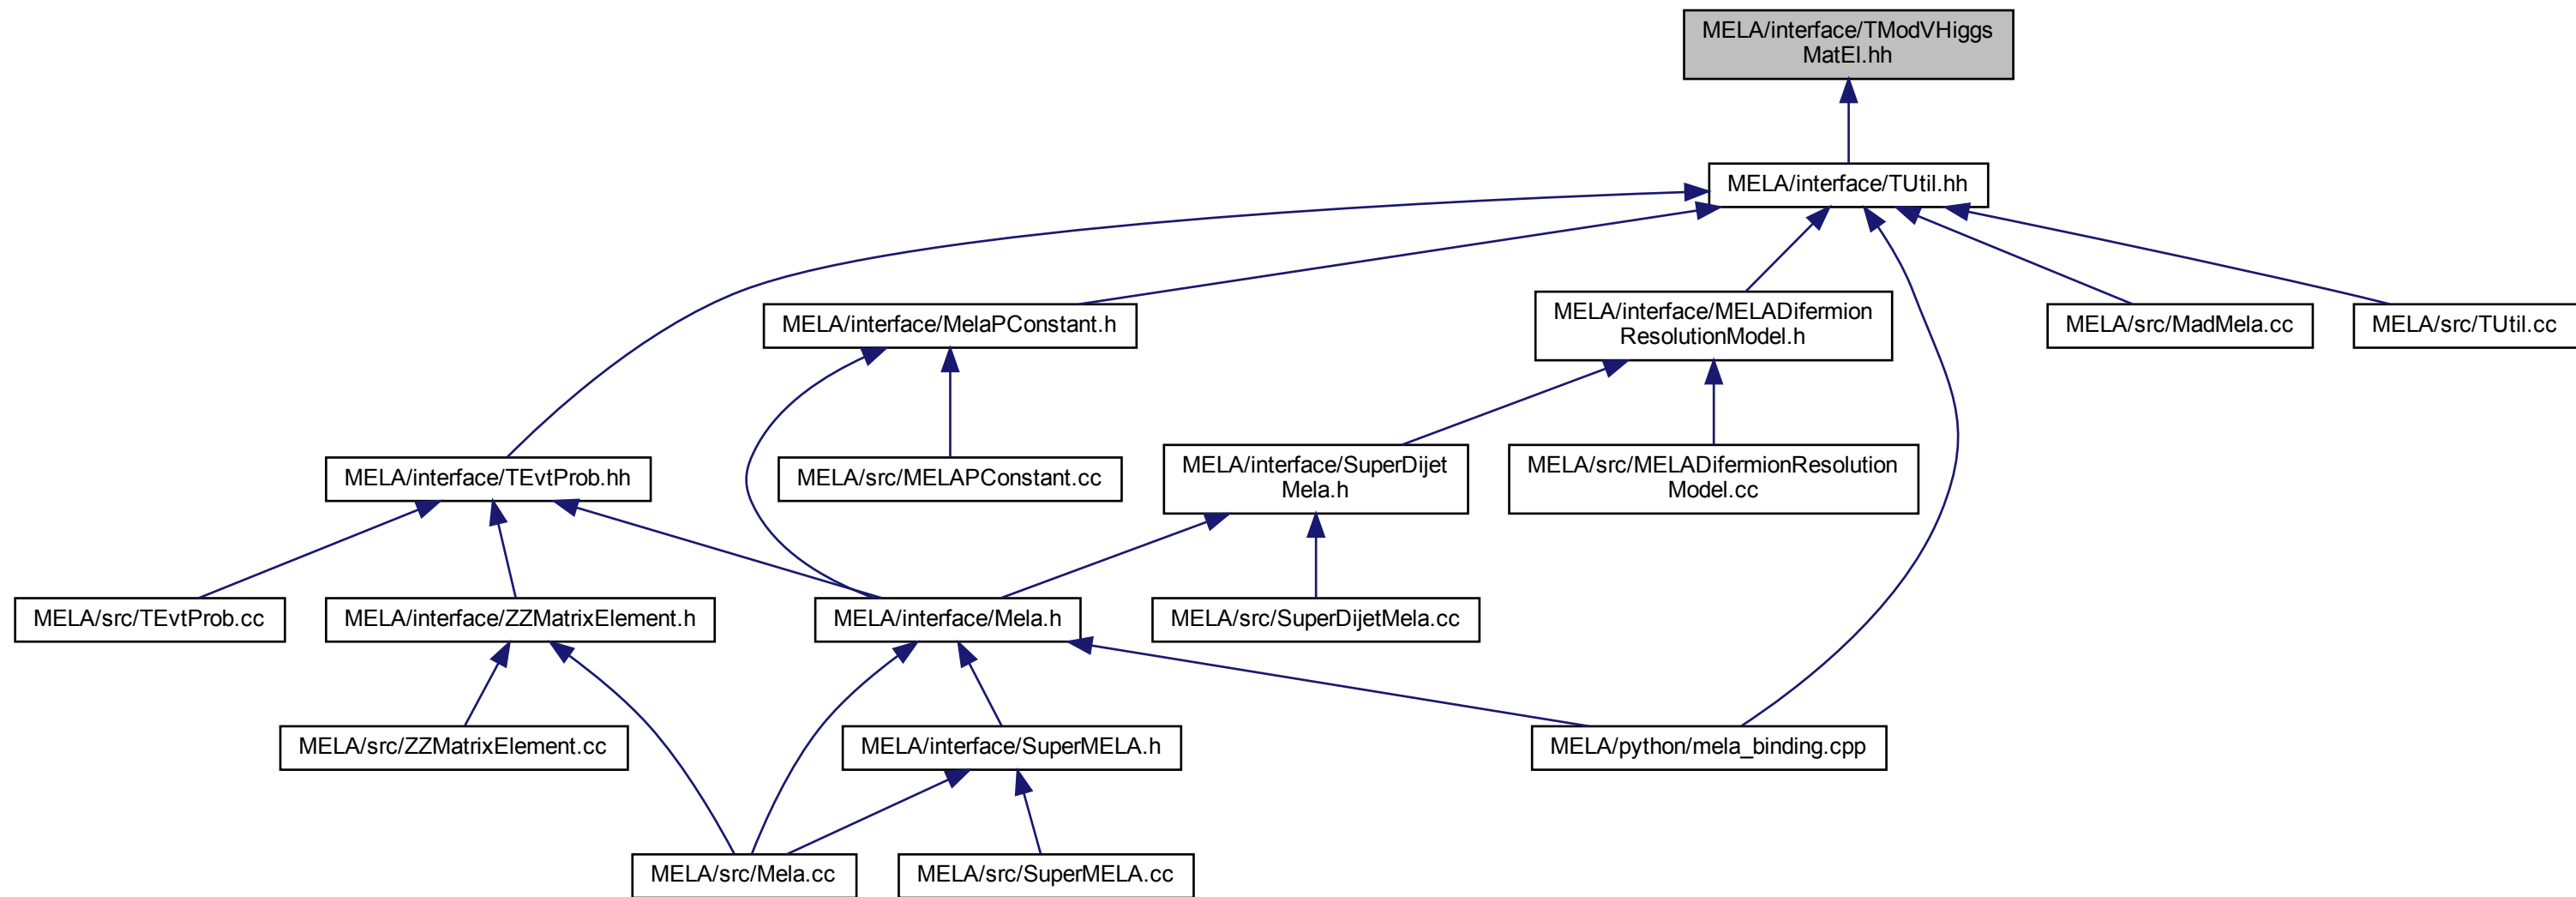 MELA/interface/TModVHiggs
MatEl.hh
MELA/interface/TUtil.hh
MELA/interface/MelaPConstant.h
MELA/interface/MELADifermion
ResolutionModel.h
MELA/src/MadMela.cc
MELA/src/TUtil.cc
MELA/interface/TEvtProb.hh
MELA/src/MELAPConstant.cc
MELA/interface/SuperDijet
Mela.h
MELA/src/MELADifermionResolution
Model.cc
MELA/src/TEvtProb.cc
MELA/interface/ZZMatrixElement.h
MELA/interface/Mela.h
MELA/src/SuperDijetMela.cc
MELA/src/ZZMatrixElement.cc
MELA/interface/SuperMELA.h
MELA/python/mela_binding.cpp
MELA/src/Mela.cc
MELA/src/SuperMELA.cc